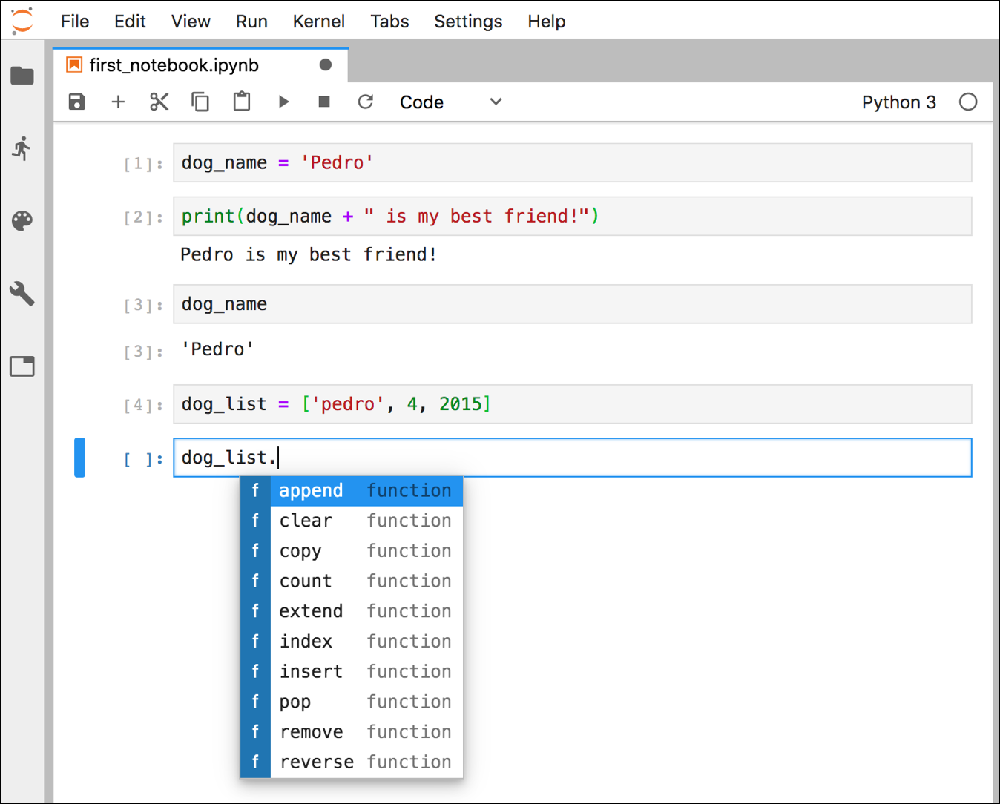 File Edit View Run Kernel Tabs Settings Help
first_notebook.ipynb
Code Python 3
[1]: dog_name = 'Pedro'
[2]: print(dog_name + " is my best friend!")
Pedro is my best friend!
[3]: dog_name
[3]: 'Pedro'
[4]: dog_list = ['pedro', 4, 2015]
[ ]: dog_list.
f append function
f clear function
f copy function
f count function
f extend function
f index function
f insert function
f pop function
f remove function
f reverse function